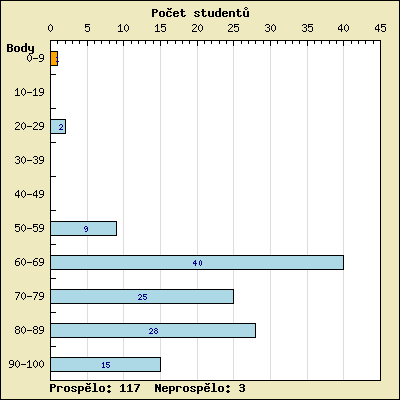 Počet studentů
0 5 10 15 20 25 30 35 40 45
Body
0-9 1
10-19
20-29 2
30-39
40-49
50-59 9
60-69 40
70-79 25
80-89 28
90-100 15
Prospělo: 117 Neprospělo: 3